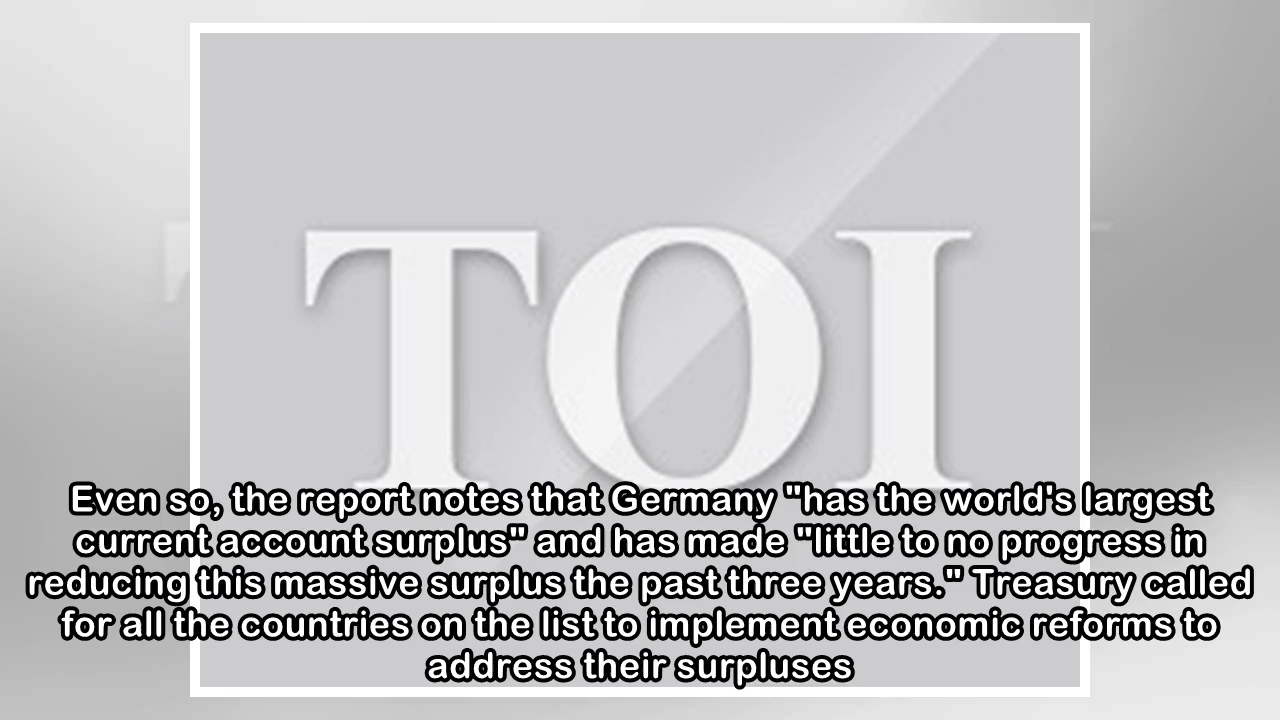 TOI
Even so, the report notes that Germany "has the world's largest
current account surplus" and has made "little to no progress in
reducing this massive surplus the past three years." Treasury called
for all the countries on the list to implement economic reforms to
address their surpluses